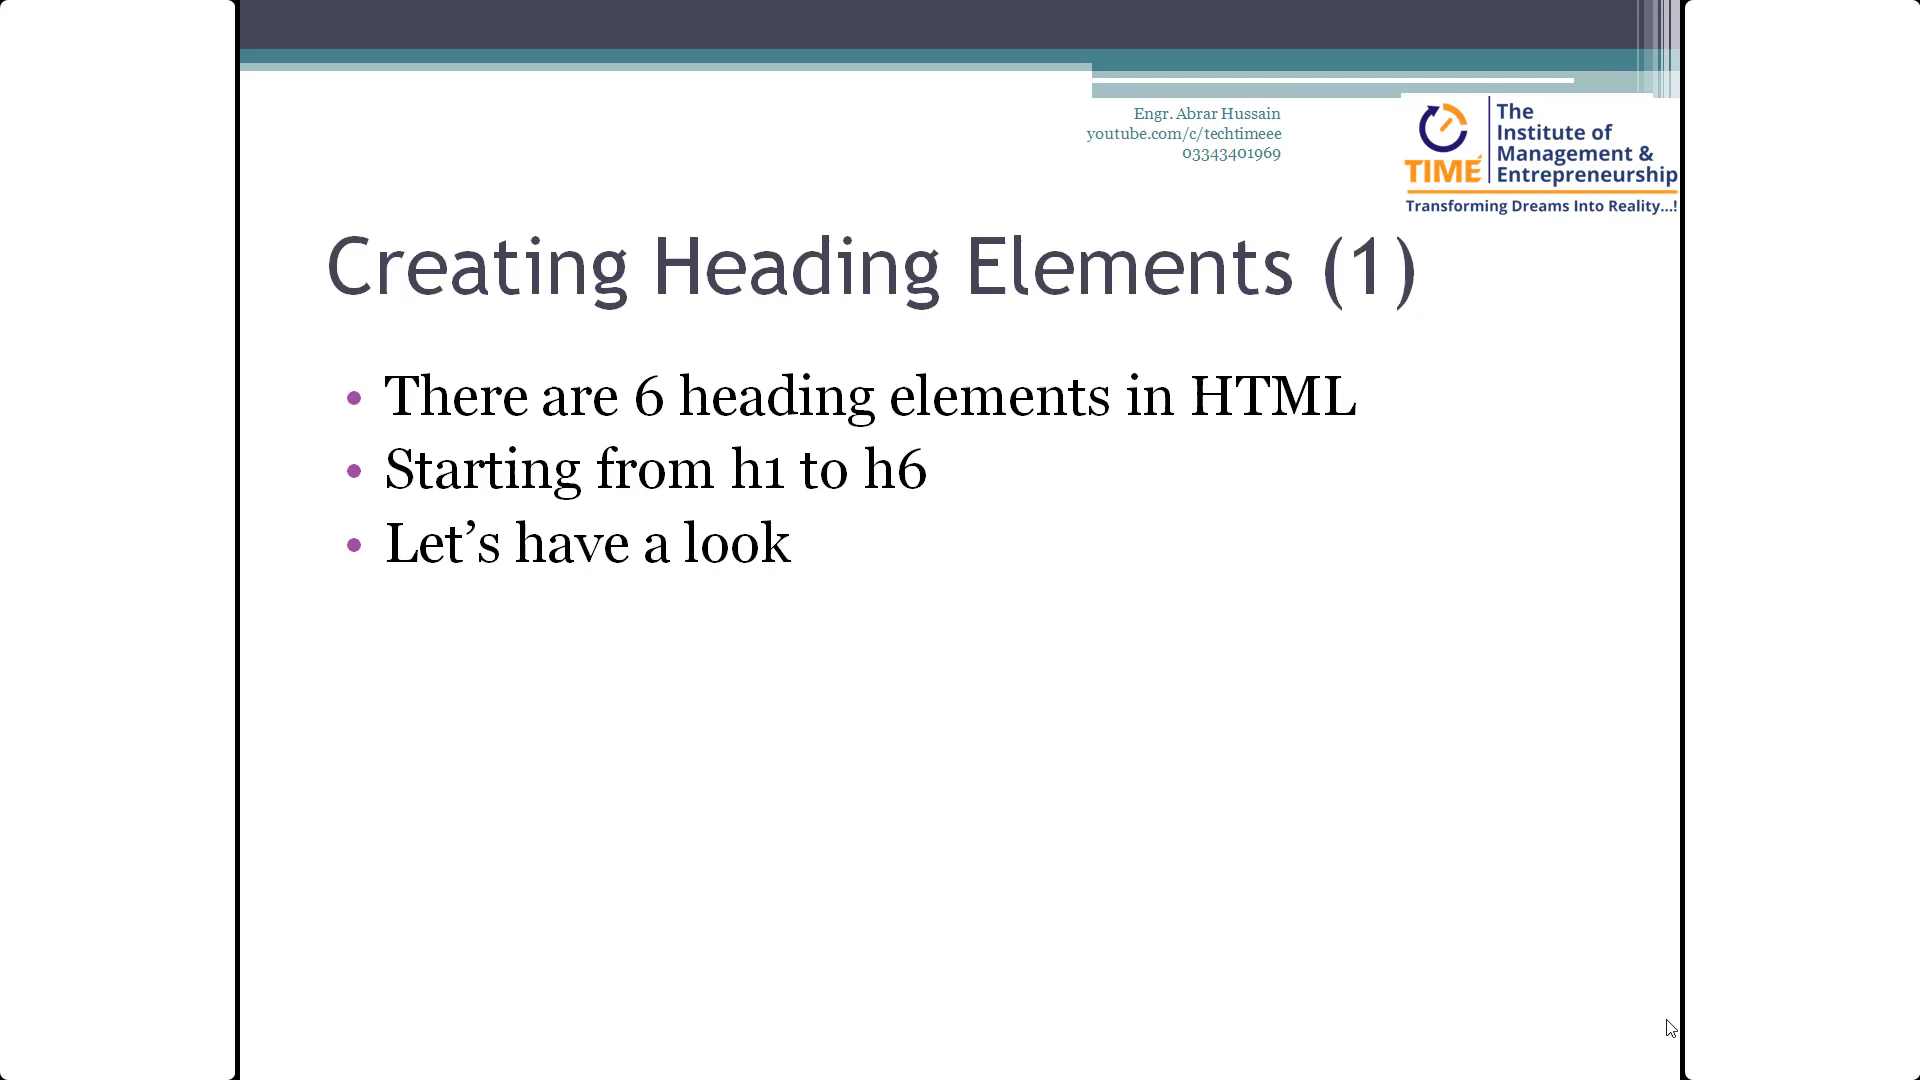 Engr. Abrar Hussain
youtube.com/c/techtimeee
03343401969
TIME
The
Institute of
Management &
Entrepreneurship
Transforming Dreams Into Reality...!
Creating Heading Elements (1)
• There are 6 heading elements in HTML
• Starting from h1 to h6
• Let’s have a look